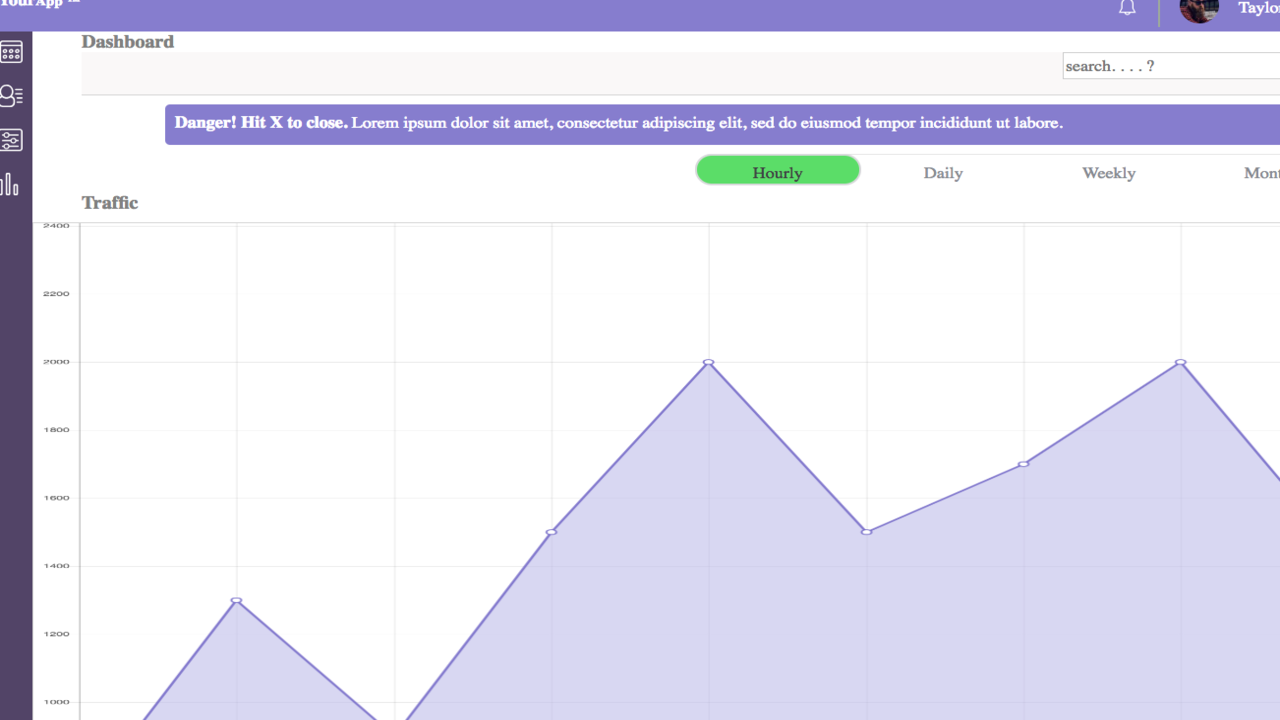 YourApp ™
Taylo
Dashboard
search. . . . ?
Danger! Hit X to close. Lorem ipsum dolor sit amet, consectetur adipiscing elit, sed do eiusmod tempor incididunt ut labore.
Hourly Daily Weekly Mont
Traffic
2400
2200
2000
1800
1600
1400
1200
1000